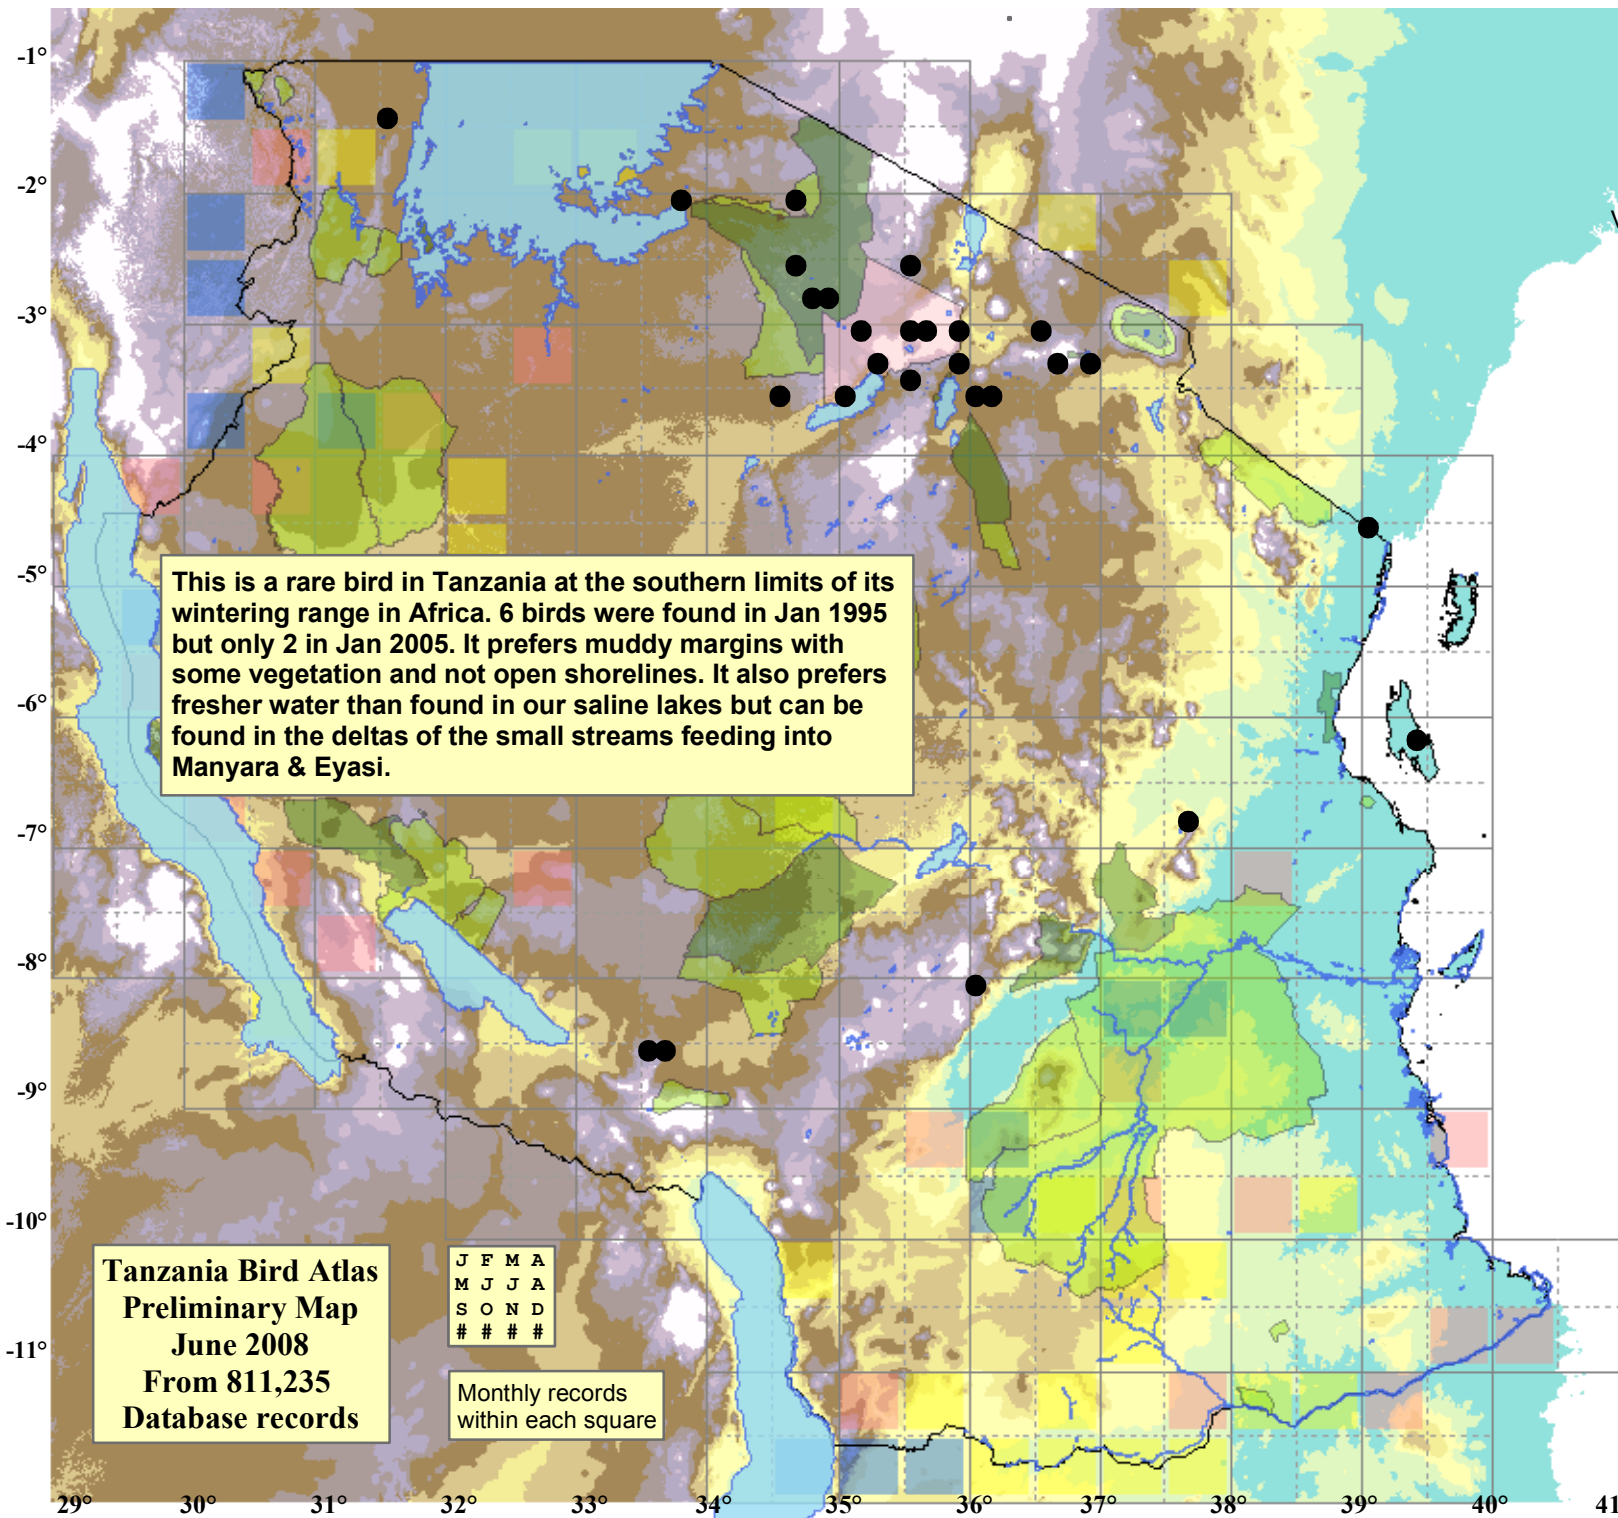 -1°
-2°
-3°
-4°
-5°
-6°
-7°
-8°
-9°
-10°
-11°
This is a rare bird in Tanzania at the southern limits of its
wintering range in Africa. 6 birds were found in Jan 1995
but only 2 in Jan 2005. It prefers muddy margins with
some vegetation and not open shorelines. It also prefers
fresher water than found in our saline lakes but can be
found in the deltas of the small streams feeding into
Manyara & Eyasi.
Tanzania Bird Atlas
Preliminary Map
June 2008
From 811,235
Database records
J F M A
M J J A
S O N D
# # # #
Monthly records
within each square
29° 30° 31° 32° 33° 34° 35° 36° 37° 38° 39° 40° 41